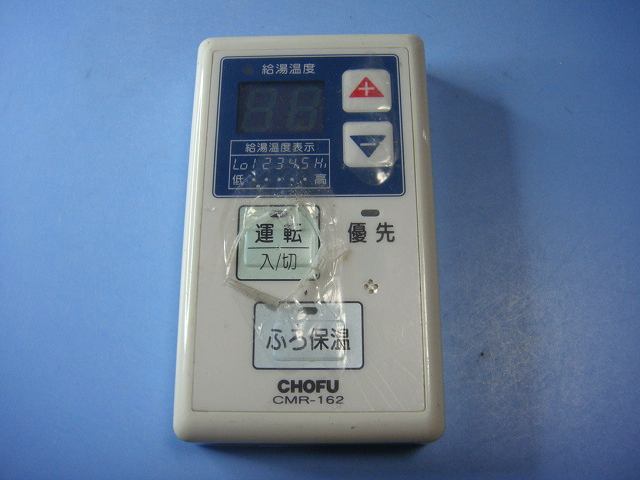 給湯温度
+
−
給湯温度表示
Lo 1 2 3 4 5 Hi
低 ・・・・・ 高
運転
入/切
優先
ふろ保温
CHOFU
CMR-162